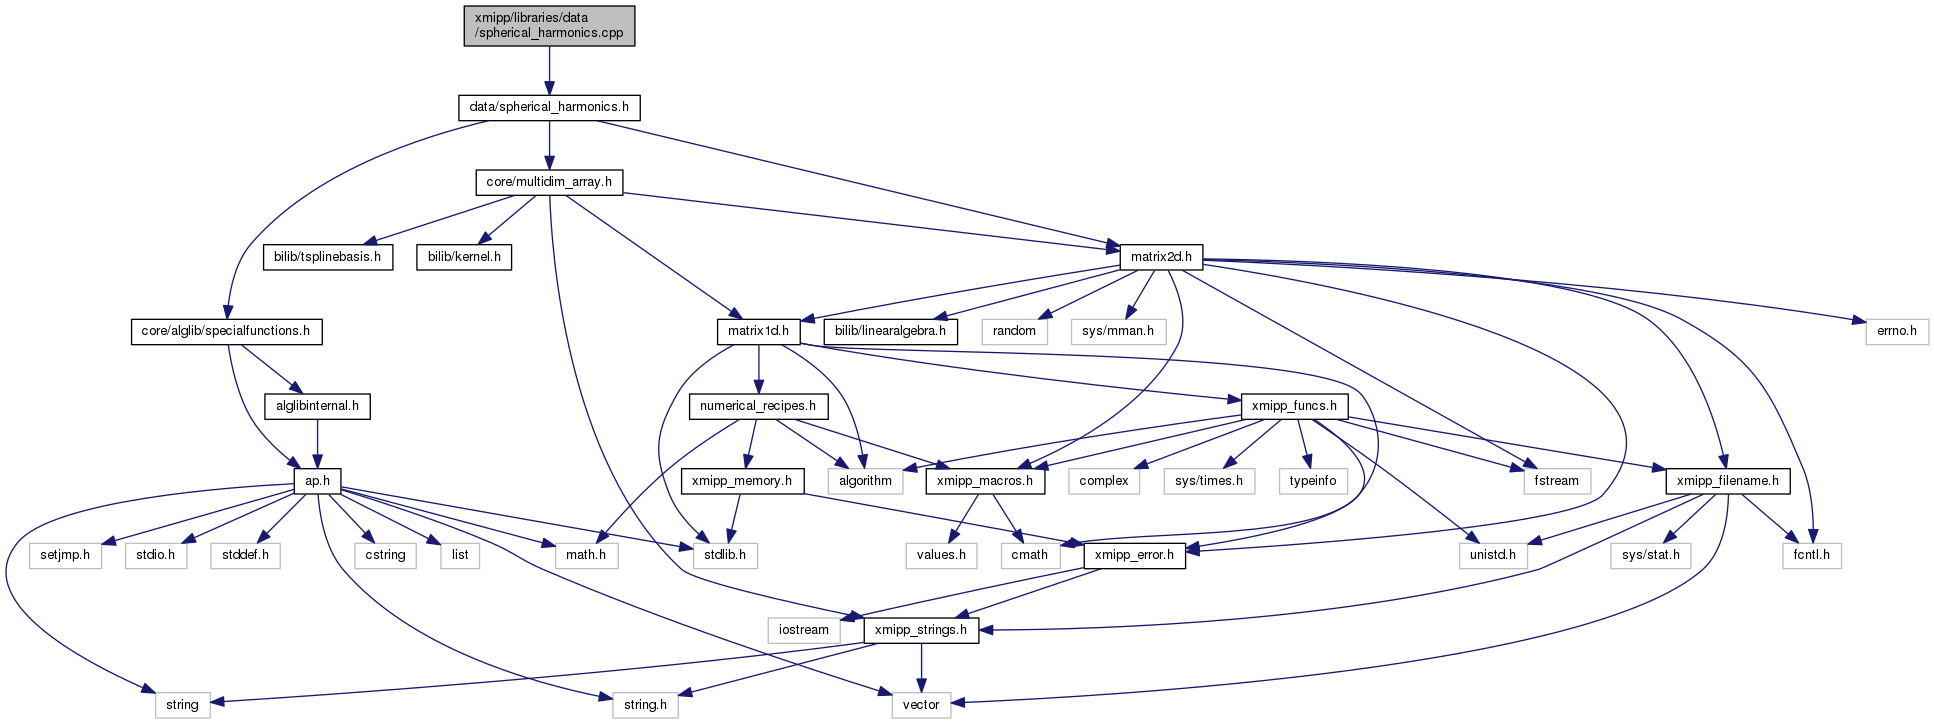 xmipp/libraries/data
/spherical_harmonics.cpp
data/spherical_harmonics.h
core/multidim_array.h
bilib/tsplinebasis.h
bilib/kernel.h
matrix2d.h
core/alglib/specialfunctions.h
matrix1d.h
bilib/linearalgebra.h
random
sys/mman.h
errno.h
alglibinternal.h
numerical_recipes.h
xmipp_funcs.h
ap.h
xmipp_memory.h
algorithm
xmipp_macros.h
complex
sys/times.h
typeinfo
fstream
xmipp_filename.h
setjmp.h
stdio.h
stddef.h
cstring
list
math.h
stdlib.h
values.h
cmath
xmipp_error.h
unistd.h
sys/stat.h
fcntl.h
iostream
xmipp_strings.h
string
string.h
vector